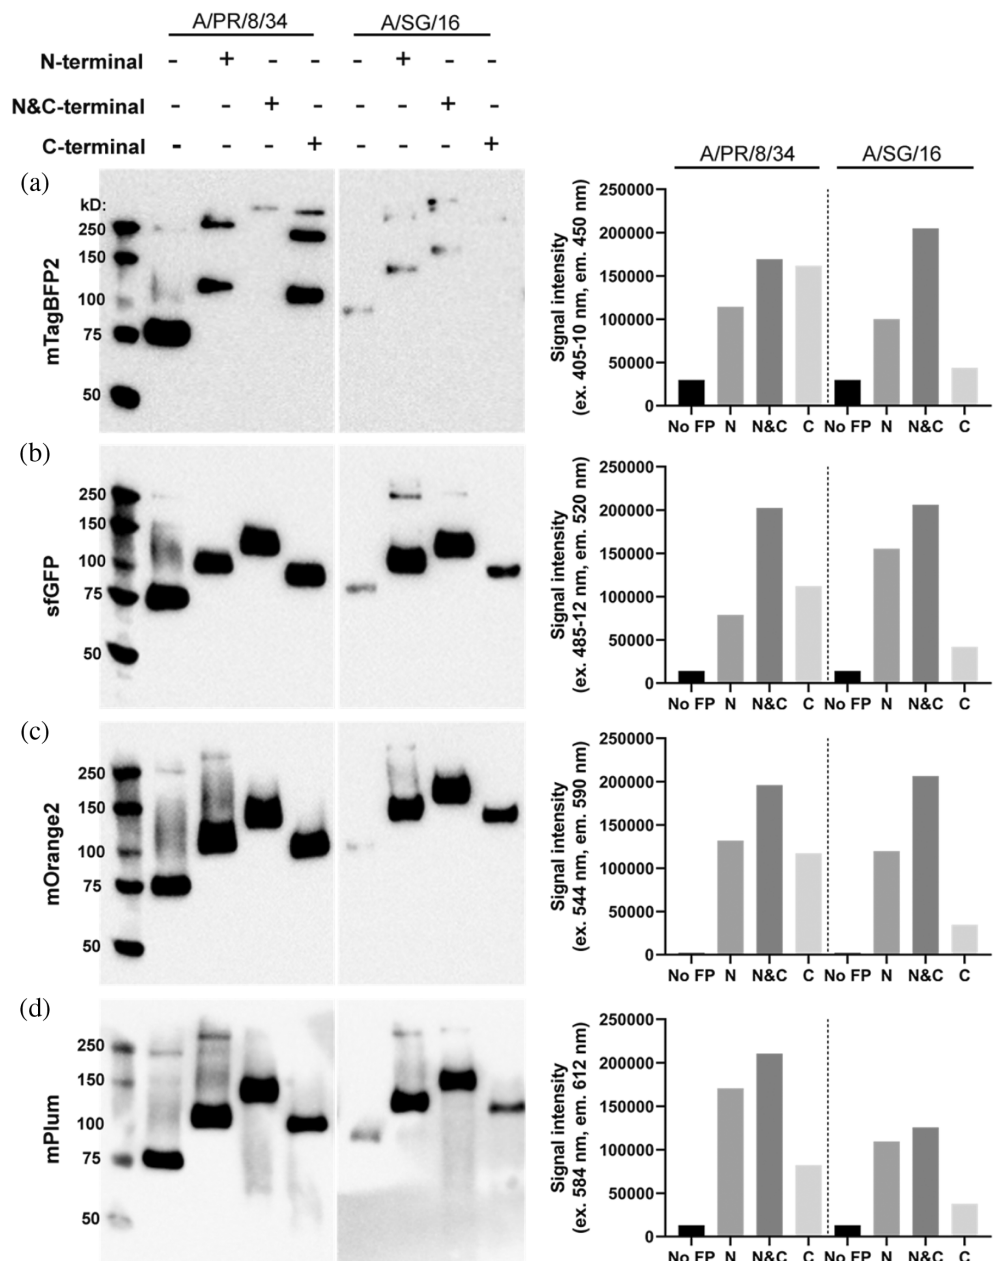 A/PR/8/34 A/SG/16
N-terminal - + - - - + - -
N&C-terminal - - + - - - + -
C-terminal - - - + - - - +
(a)
mTagBFP2
kD:
250
150
100
75
50
A/PR/8/34 A/SG/16
Signal intensity
(ex. 405-10 nm, em. 450 nm)
250000
200000
150000
100000
50000
0
No FP N N&C C No FP N N&C C
(b)
sfGFP
250
150
100
75
50
Signal intensity
(ex. 485-12 nm, em. 520 nm)
250000
200000
150000
100000
50000
0
No FP N N&C C No FP N N&C C
(c)
mOrange2
250
150
100
75
50
Signal intensity
(ex. 544 nm, em. 590 nm)
250000
200000
150000
100000
50000
0
No FP N N&C C No FP N N&C C
(d)
mPlum
250
150
100
75
50
Signal intensity
(ex. 584 nm, em. 612 nm)
250000
200000
150000
100000
50000
0
No FP N N&C C No FP N N&C C